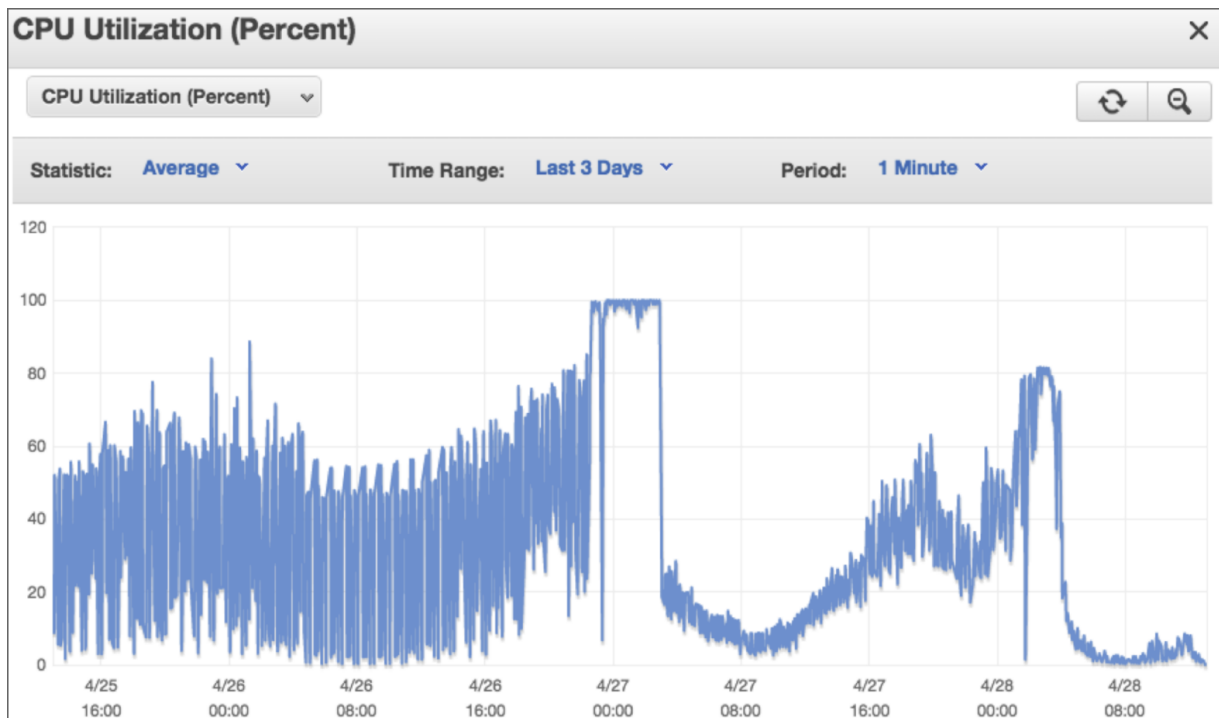 CPU Utilization (Percent)
CPU Utilization (Percent)
Statistic: Average Time Range: Last 3 Days Period: 1 Minute
120
100
80
60
40
20
0
4/25 4/26 4/26 4/26 4/27 4/27 4/27 4/28 4/28
16:00 00:00 08:00 16:00 00:00 08:00 16:00 00:00 08:00